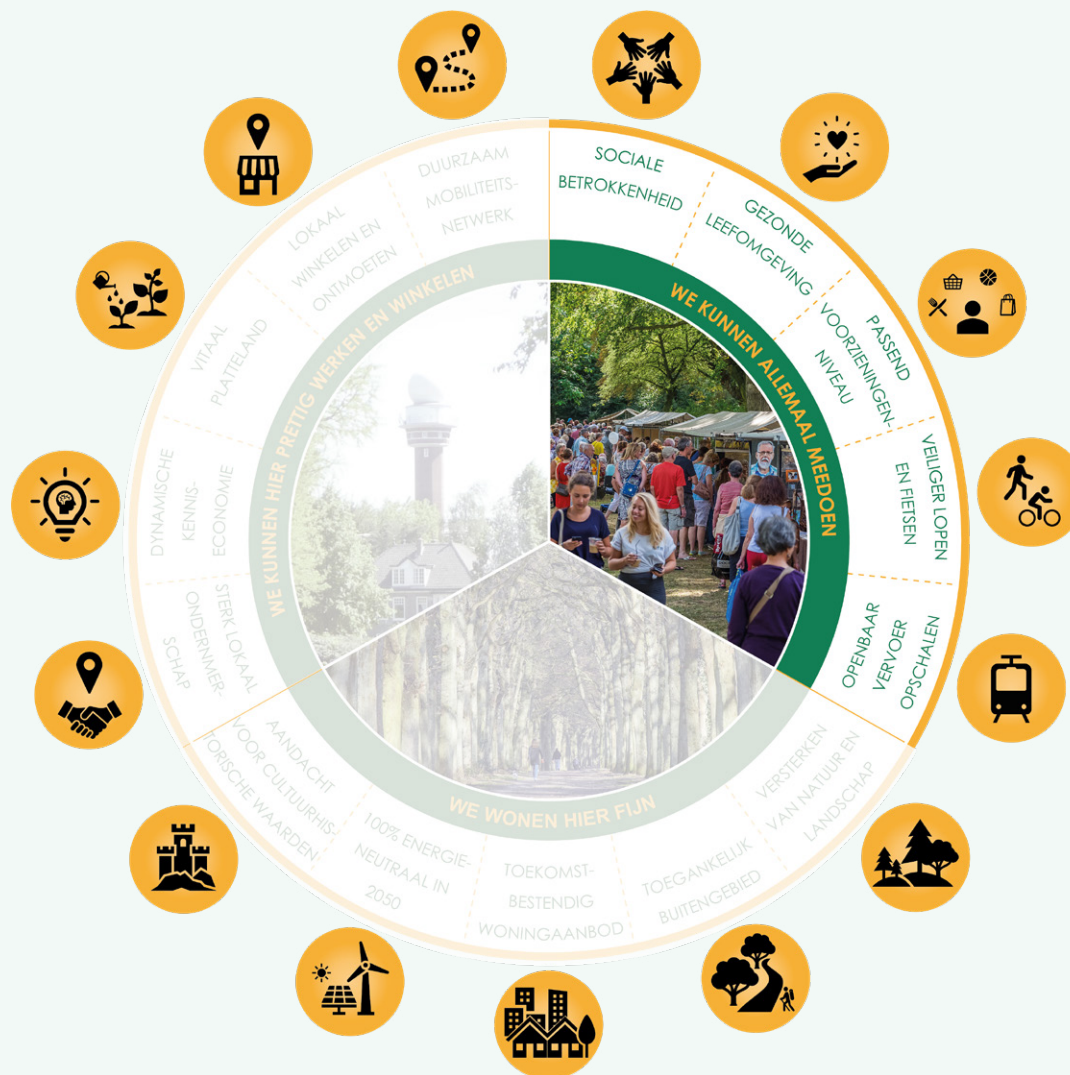 SOCIALE
BETROKKENHEID
GEZONDE
LEEFOMGEVING
PASSEND
VOORZIENINGEN-
NIVEAU
VEILIGER LOPEN
EN FIETSEN
OPENBAAR
VERVOER
OPSCHALEN
WE KUNNEN ALLEMAAL MEEDOEN
VERSTERKEN
VAN NATUUR EN
LANDSCHAP
TOEGANKELIJK
BUITENGEBIED
TOEKOMST-
BESTENDIG
WONINGAANBOD
100% ENERGIE-
NEUTRAAL IN
2050
AANDACHT
VOOR CULTUURHIS-
TORISCHE WAARDEN
WE WONEN HIER FIJN
STERK LOKAAL
ONDERNMER-
SCHAP
DYNAMISCHE
KENNIS-
ECONOMIE
VITAAL
PLATTELAND
LOKAAL
WINKELEN EN
ONTMOETEN
DUURZAAM
MOBILITEITS-
NETWERK
WE KUNNEN HIER PRETTIG WERKEN EN WINKELEN